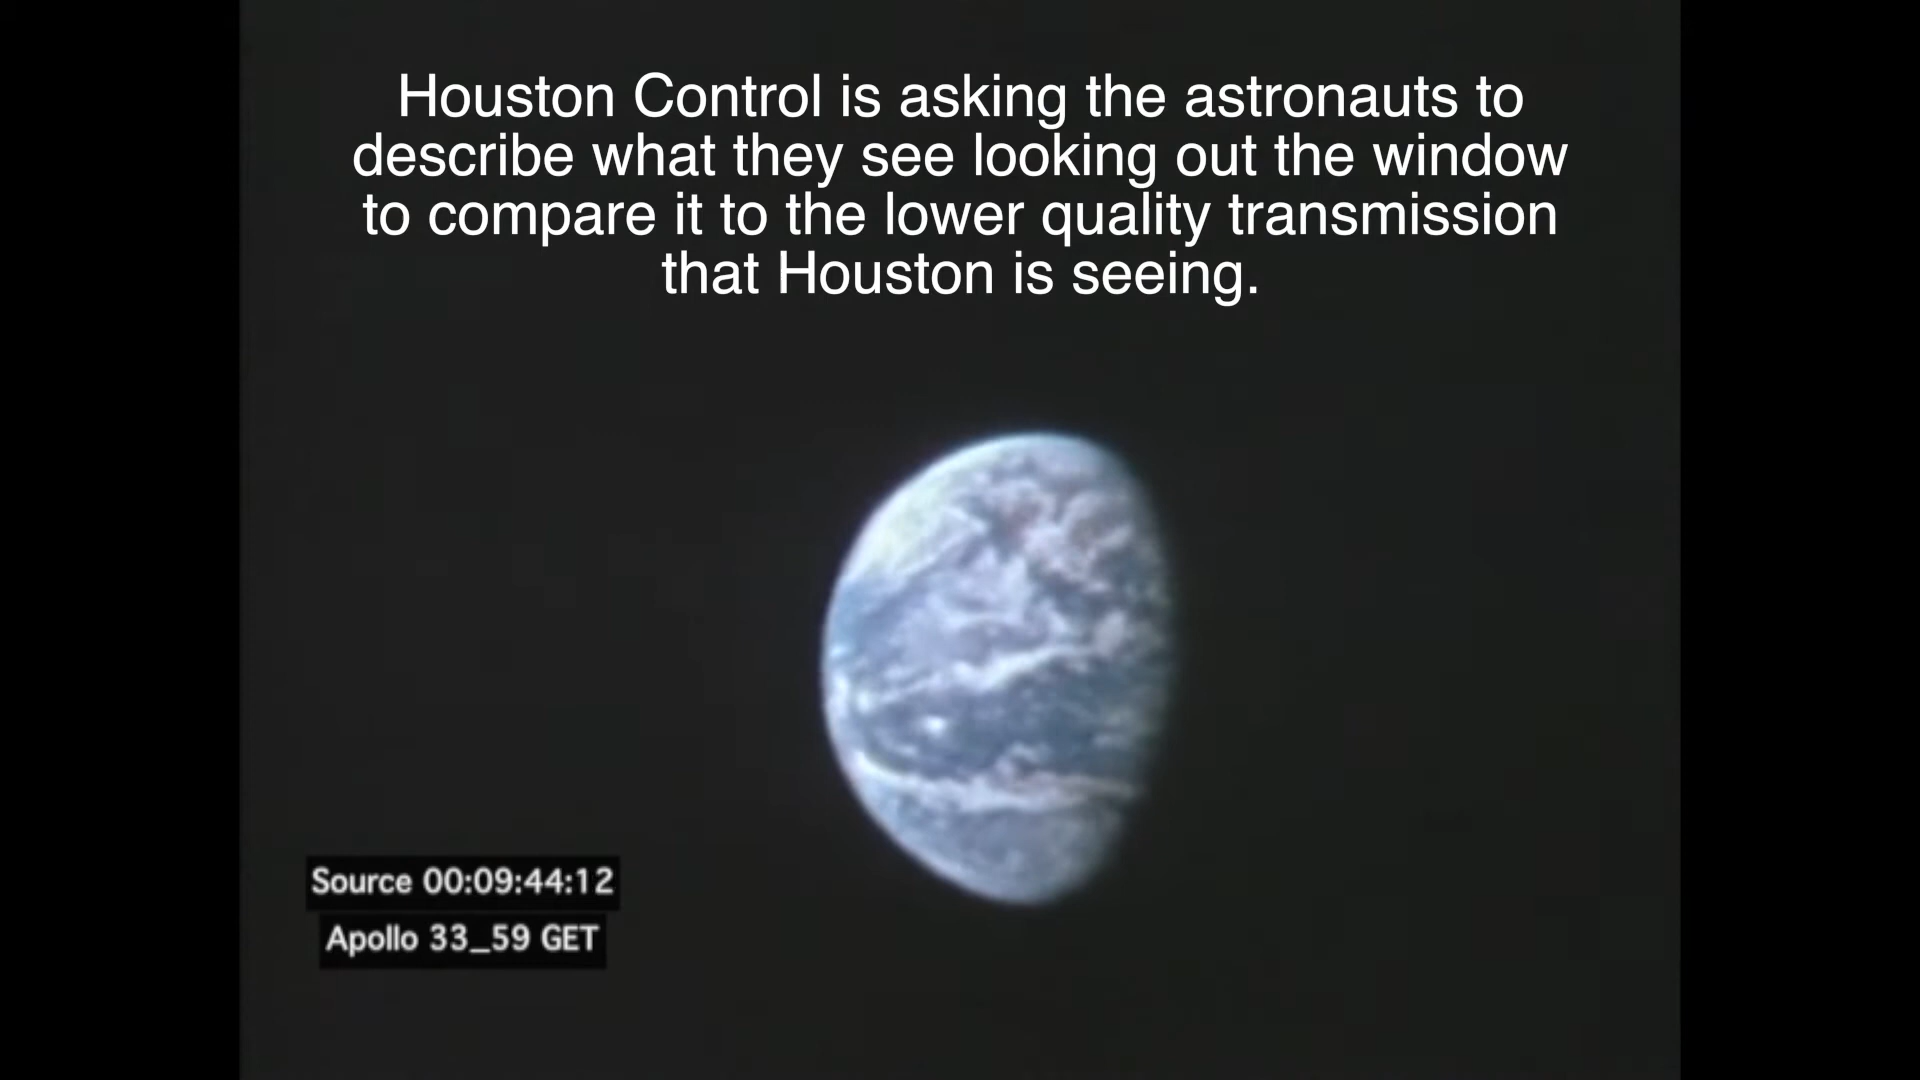 Houston Control is asking the astronauts to
describe what they see looking out the window
to compare it to the lower quality transmission
that Houston is seeing.
Source 00:09:44:12
Apollo 33_59 GET